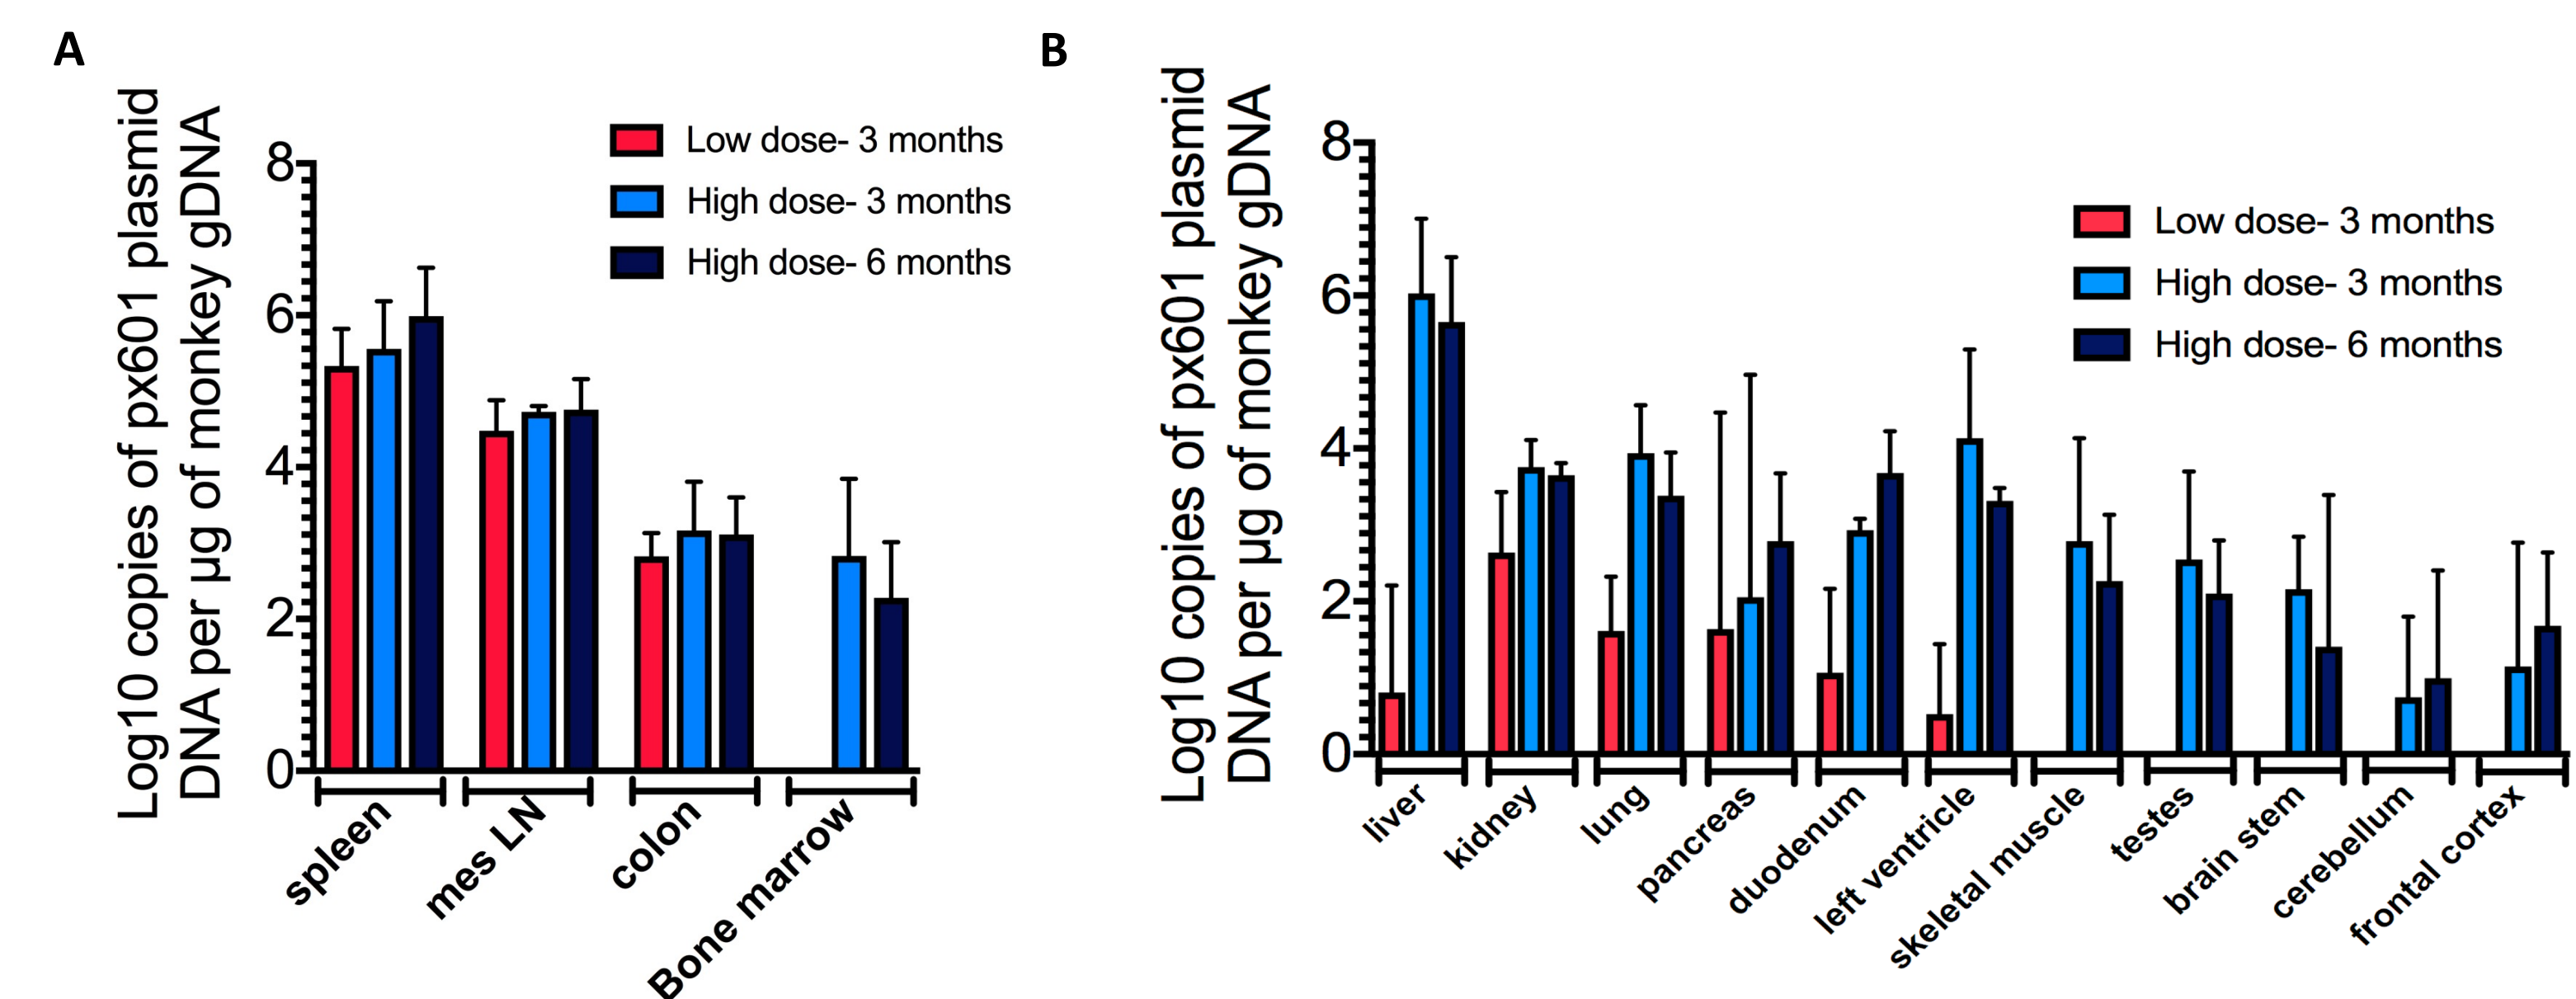 A
Log10 copies of px601 plasmid
DNA per µg of monkey gDNA
8
6
4
2
0
Low dose- 3 months
High dose- 3 months
High dose- 6 months
spleen
mes LN
colon
Bone marrow
B
Log10 copies of px601 plasmid
DNA per µg of monkey gDNA
8
6
4
2
0
Low dose- 3 months
High dose- 3 months
High dose- 6 months
liver
kidney
lung
pancreas
duodenum
left ventricle
skeletal muscle
testes
brain stem
cerebellum
frontal cortex